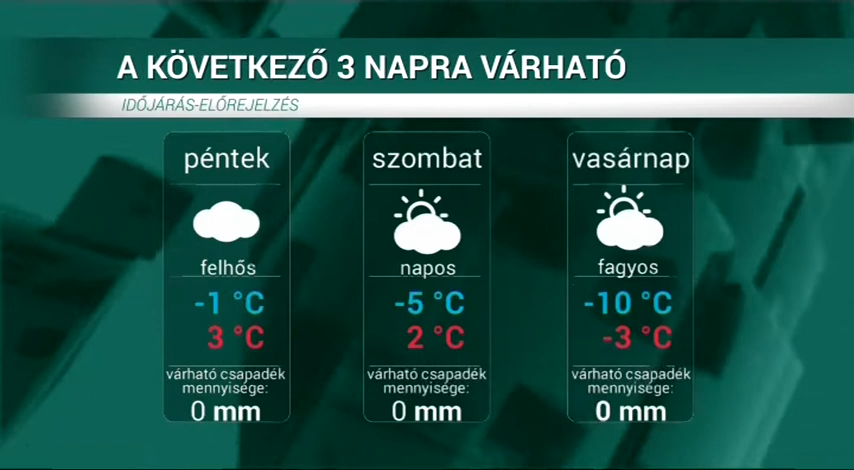 A KÖVETKEZŐ 3 NAPRA VÁRHATÓ
IDŐJÁRÁS-ELŐREJELZÉS
péntek
felhős
-1 °C
3 °C
várható csapadék
mennyisége:
0 mm
szombat
napos
-5 °C
2 °C
várható csapadék
mennyisége:
0 mm
vasárnap
fagyos
-10 °C
-3 °C
várható csapadék
mennyisége:
0 mm